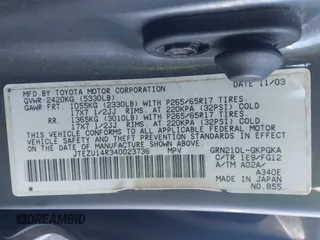 MFD. BY: TOYOTA MOTOR CORPORATION DATE 11/03
GVWR: 2420KG (5330LB)
GAWR: FRT. 1055KG (2330LB) WITH P265/65R17 TIRES,
17X7 1/2JJ RIMS, AT 220KPA (32PSI) COLD
RR. 1365KG (3010LB) WITH P265/65R17 TIRES,
17X7 1/2JJ RIMS, AT 220KPA (32PSI) COLD
THIS VEHICLE CONFORMS TO ALL APPLICABLE FEDERAL
MOTOR VEHICLE SAFETY AND THEFT PREVENTION STANDARDS
IN EFFECT ON THE DATE OF MANUFACTURE SHOWN ABOVE.
JTEZU14R340023736 MPV GRN210L-GKPGKA
C/TR 1E9/FG12
A/TM A02A/
A340E
MADE IN JAPAN
NO.855
© DREAMBID